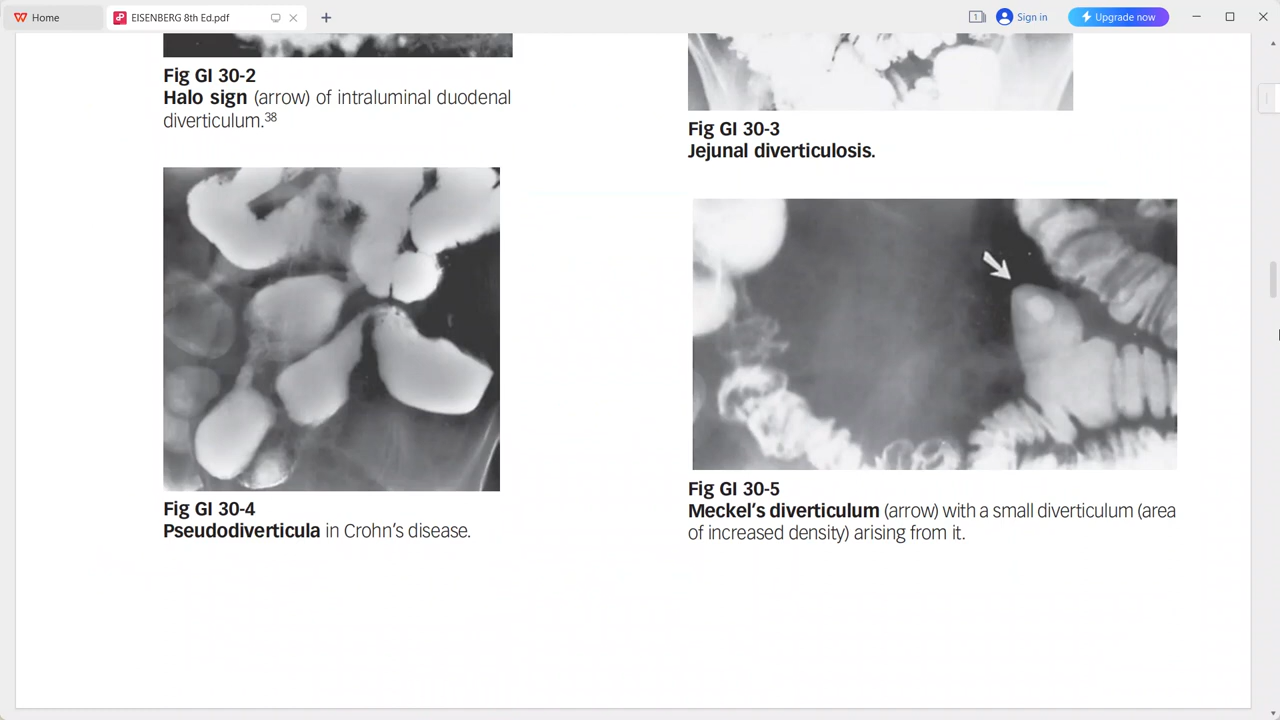 Home
EISENBERG 8th Ed.pdf
1
Sign in
Upgrade now
Fig GI 30-2
Halo sign (arrow) of intraluminal duodenal
diverticulum.38
Fig GI 30-3
Jejunal diverticulosis.
Fig GI 30-4
Pseudodiverticula in Crohn's disease.
Fig GI 30-5
Meckel's diverticulum (arrow) with a small diverticulum (area
of increased density) arising from it.